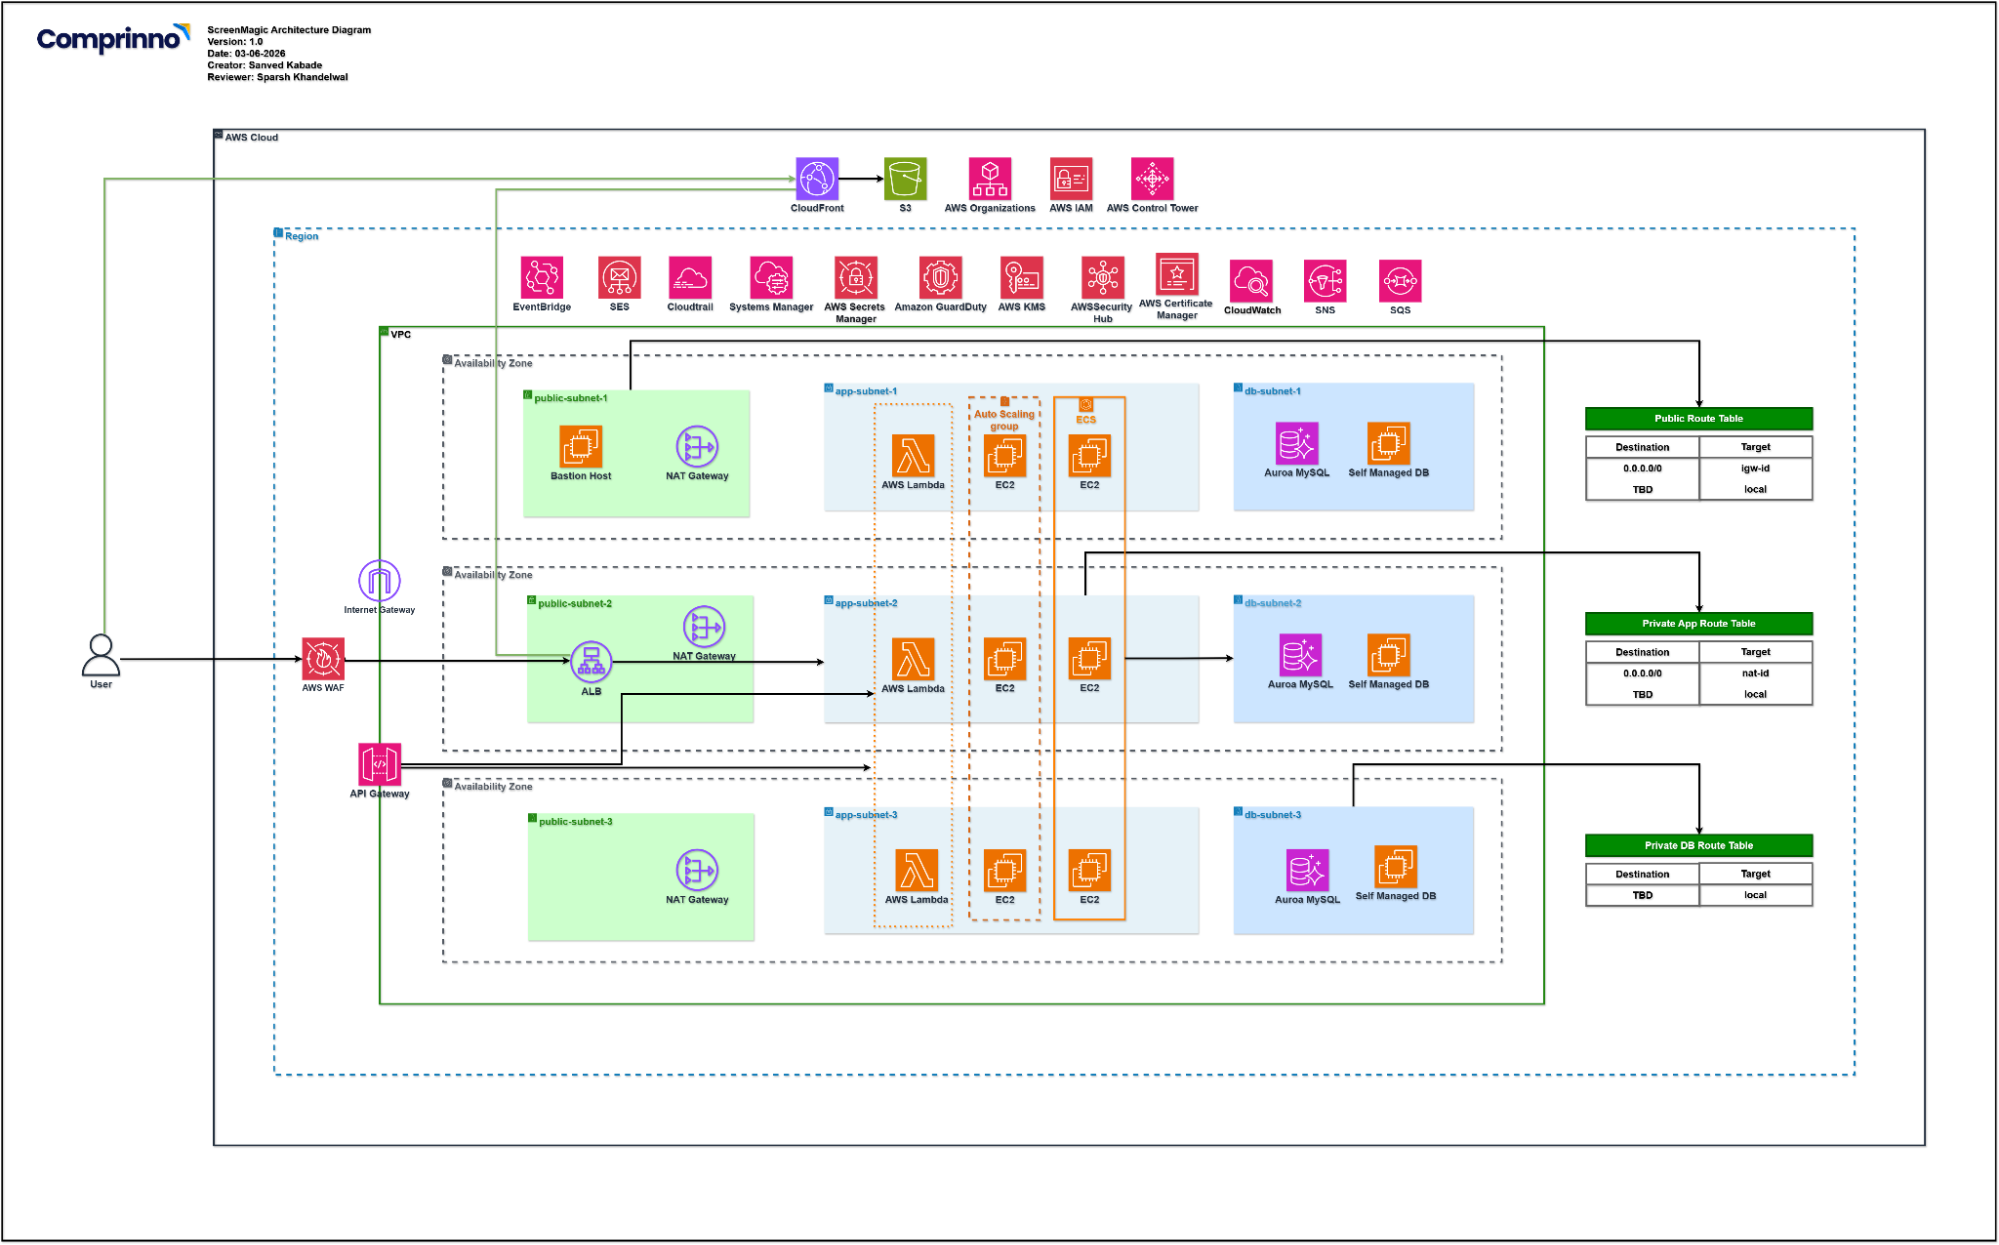 Comprinno
ScreenMagic Architecture Diagram
Version: 1.0
Date: 03-06-2026
Creator: Sanved Kabade
Reviewer: Sparsh Khandelwal
AWS Cloud
CloudFront
S3
AWS Organizations
AWS IAM
AWS Control Tower
Region
EventBridge
SES
Cloudtrail
Systems Manager
AWS Secrets
Manager
Amazon GuardDuty
AWS KMS
AWSSecurity
Hub
AWS Certificate
Manager
CloudWatch
SNS
SQS
VPC
Availability Zone
public-subnet-1
Bastion Host
NAT Gateway
app-subnet-1
AWS Lambda
Auto Scaling
group
EC2
ECS
EC2
db-subnet-1
Auroa MySQL
Self Managed DB
Public Route Table
Destination
Target
0.0.0.0/0
igw-id
TBD
local
Internet Gateway
User
AWS WAF
API Gateway
Availability Zone
public-subnet-2
NAT Gateway
ALB
app-subnet-2
AWS Lambda
EC2
EC2
db-subnet-2
Auroa MySQL
Self Managed DB
Private App Route Table
Destination
Target
0.0.0.0/0
nat-id
TBD
local
Availability Zone
public-subnet-3
NAT Gateway
app-subnet-3
AWS Lambda
EC2
EC2
db-subnet-3
Auroa MySQL
Self Managed DB
Private DB Route Table
Destination
Target
TBD
local